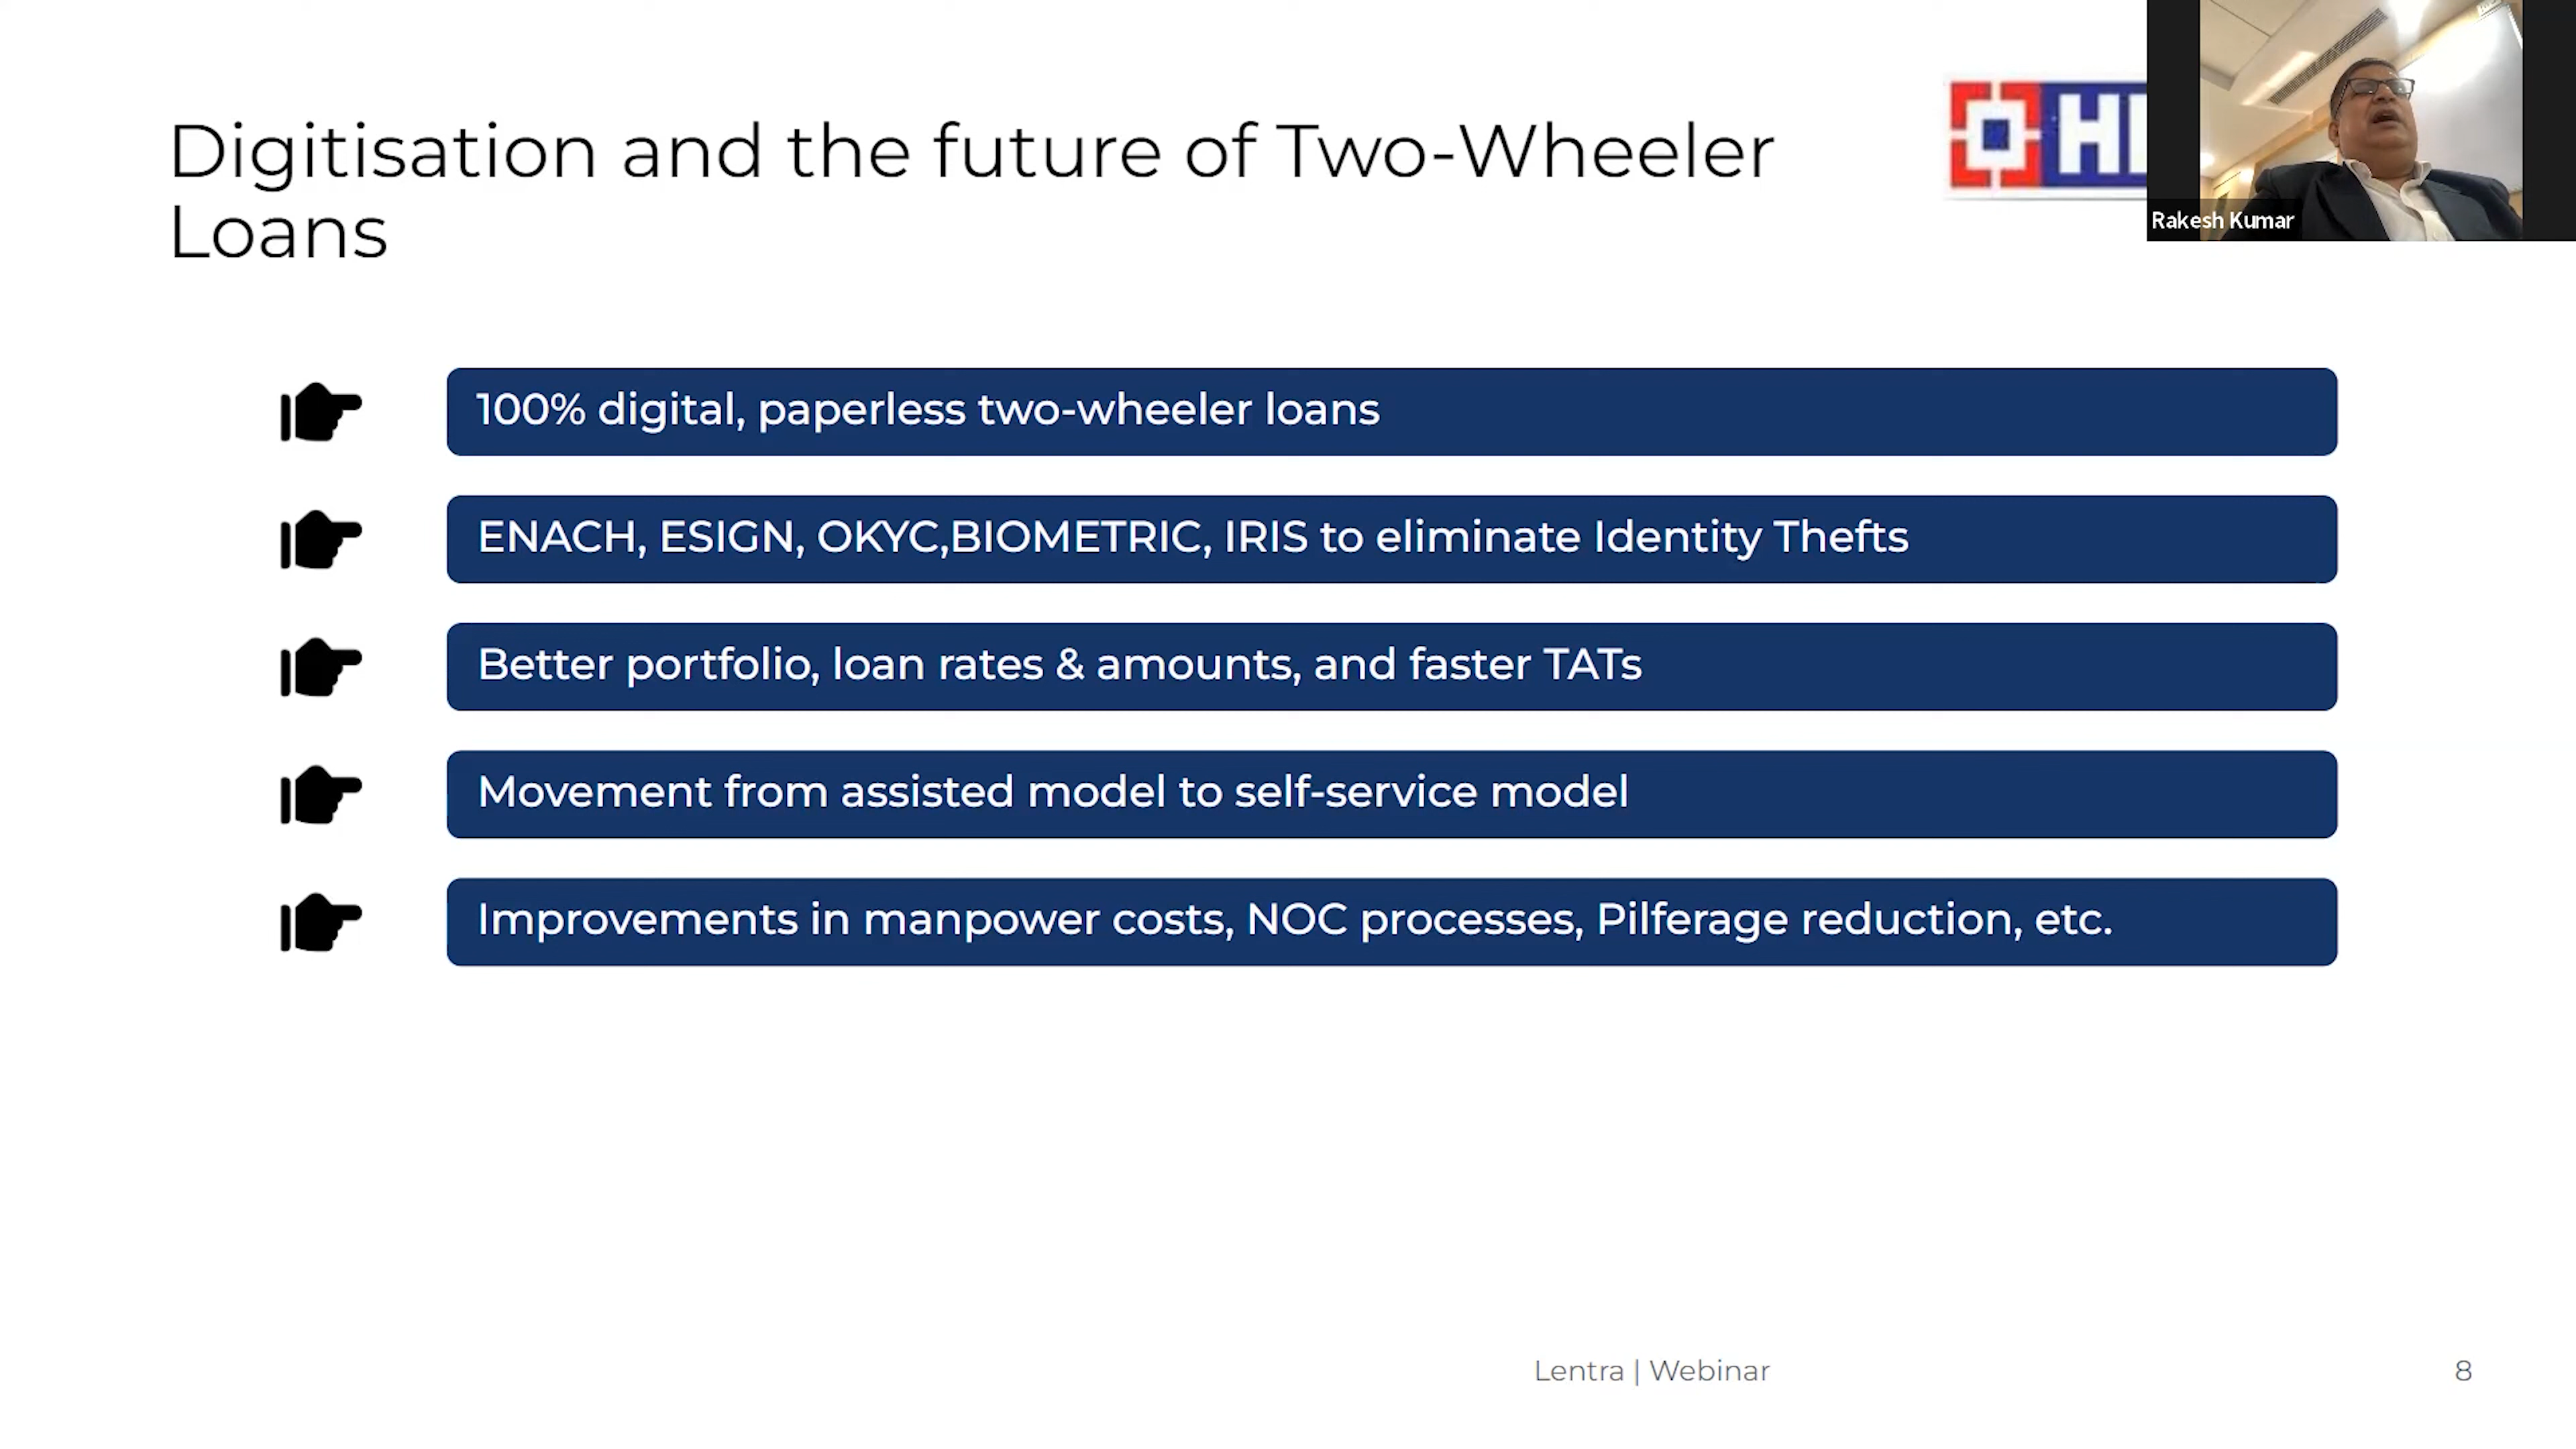 Digitisation and the future of Two-Wheeler
Loans
Rakesh Kumar
100% digital, paperless two-wheeler loans
ENACH, ESIGN, OKYC,BIOMETRIC, IRIS to eliminate Identity Thefts
Better portfolio, loan rates & amounts, and faster TATs
Movement from assisted model to self-service model
Improvements in manpower costs, NOC processes, Pilferage reduction, etc.
Lentra | Webinar
8